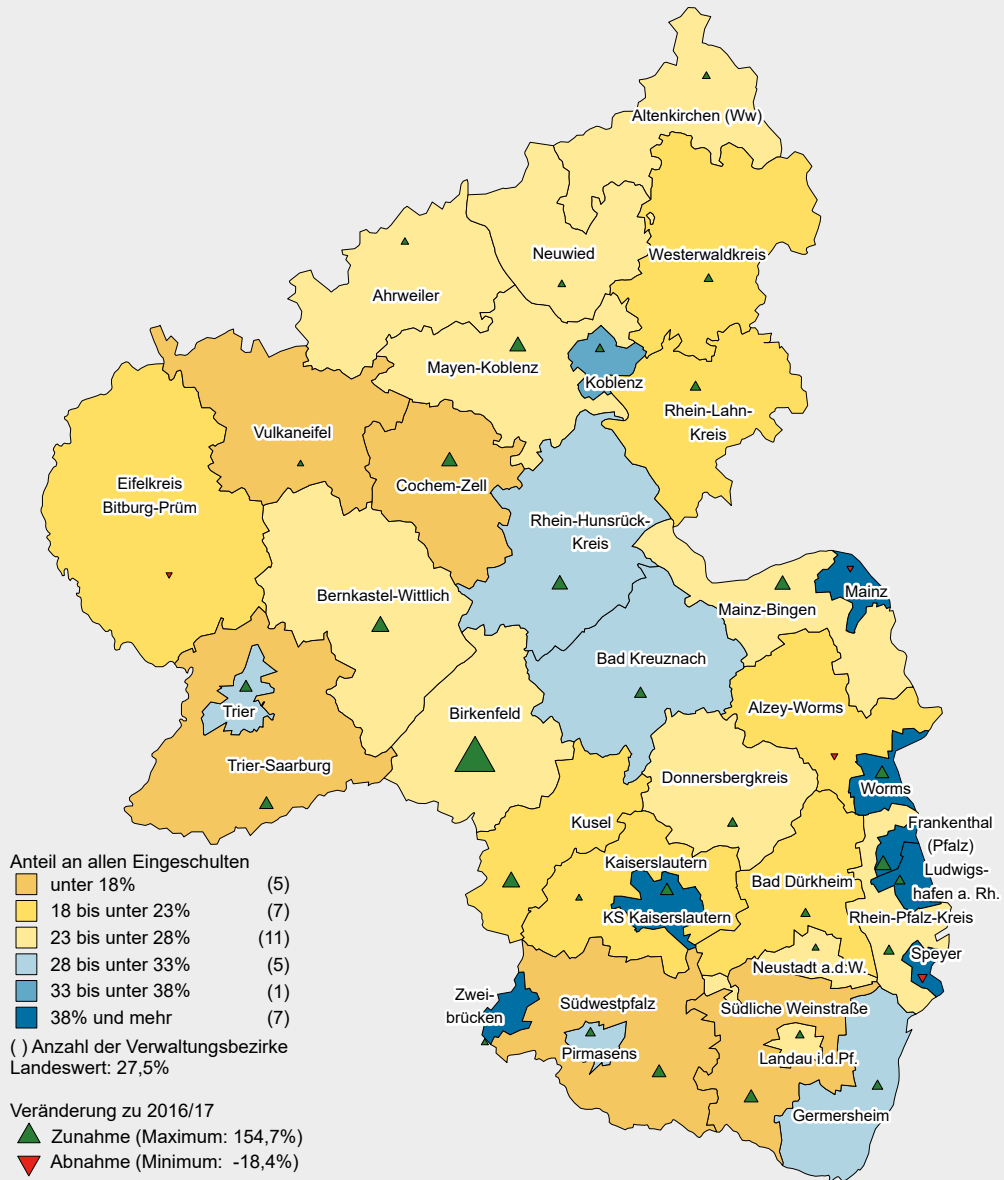 Altenkirchen (Ww)
Neuwied
Westerwaldkreis
Ahrweiler
Mayen-Koblenz
Koblenz
Rhein-Lahn-
Kreis
Vulkaneifel
Cochem-Zell
Eifelkreis
Bitburg-Prüm
Rhein-Hunsrück-
Kreis
Bernkastel-Wittlich
Mainz-Bingen
Mainz
Bad Kreuznach
Trier
Birkenfeld
Alzey-Worms
Trier-Saarburg
Donnersbergkreis
Worms
Kusel
Frankenthal
(Pfalz)
Kaiserslautern
Ludwigs-
hafen a. Rh.
Bad Dürkheim
KS Kaiserslautern
Rhein-Pfalz-Kreis
Speyer
Neustadt a.d.W.
Zwei-
brücken
Südwestpfalz
Südliche Weinstraße
Pirmasens
Landau i.d.Pf.
Germersheim
Anteil an allen Eingeschulten
unter 18% (5)
18 bis unter 23% (7)
23 bis unter 28% (11)
28 bis unter 33% (5)
33 bis unter 38% (1)
38% und mehr (7)
( ) Anzahl der Verwaltungsbezirke
Landeswert: 27,5%
Veränderung zu 2016/17
Zunahme (Maximum: 154,7%)
Abnahme (Minimum: -18,4%)